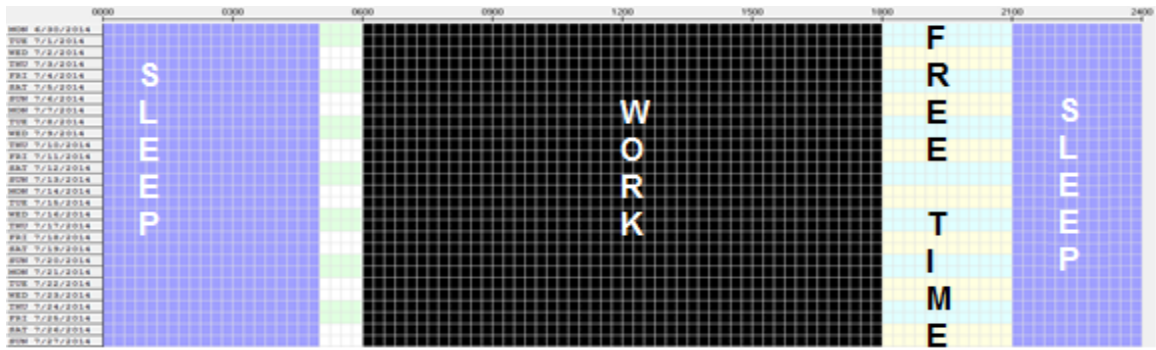 0000 0300 0600 0900 1200 1500 1800 2100 2400
MON 6/30/2014
TUE 7/1/2014
WED 7/2/2014
THU 7/3/2014
FRI 7/4/2014
SAT 7/5/2014
SUN 7/6/2014
MON 7/7/2014
TUE 7/8/2014
WED 7/9/2014
THU 7/10/2014
FRI 7/11/2014
SAT 7/12/2014
SUN 7/13/2014
MON 7/14/2014
TUE 7/15/2014
WED 7/16/2014
THU 7/17/2014
FRI 7/18/2014
SAT 7/19/2014
SUN 7/20/2014
MON 7/21/2014
TUE 7/22/2014
WED 7/23/2014
THU 7/24/2014
FRI 7/25/2014
SAT 7/26/2014
SUN 7/27/2014
SLEEP
WORK
FREE TIME
SLEEP